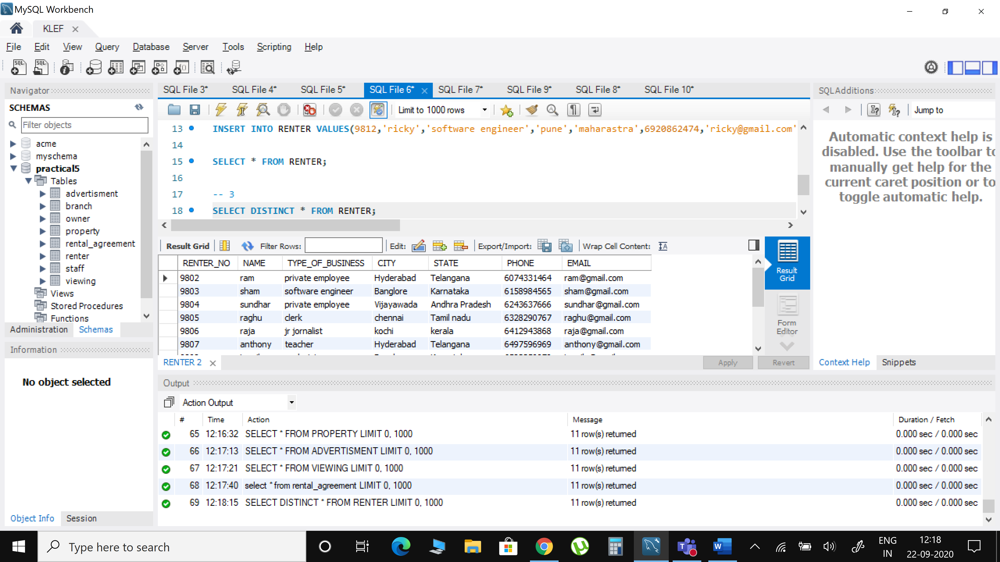 MySQL Workbench
KLEF
File Edit View Query Database Server Tools Scripting Help
Navigator
SCHEMAS
Filter objects
acme
myschema
practical5
Tables
advertisment
branch
owner
property
rental_agreement
renter
staff
viewing
Views
Stored Procedures
Functions
Administration Schemas
Information
No object selected
Object Info Session
SQL File 3* SQL File 4* SQL File 5* SQL File 6* SQL File 7* SQL File 9* SQL File 8* SQL File 10*
Limit to 1000 rows
13 INSERT INTO RENTER VALUES(9812,'ricky','software engineer','pune','maharastra',6920862474,'ricky@gmail.com'
14
15 SELECT * FROM RENTER;
16
17 -- 3
18 SELECT DISTINCT * FROM RENTER;
Result Grid Filter Rows: Edit: Export/Import: Wrap Cell Content:
RENTER_NO NAME TYPE_OF_BUSINESS CITY STATE PHONE EMAIL
9802 ram private employee Hyderabad Telangana 6074331464 ram@gmail.com
9803 sham software engineer Banglore Karnataka 6158984565 sham@gmail.com
9804 sundhar private employee Vijayawada Andhra Pradesh 6243637666 sundhar@gmail.com
9805 raghu clerk chennai Tamil nadu 6328290767 raghu@gmail.com
9806 raja jr jornalist kochi kerala 6412943868 raja@gmail.com
9807 anthony teacher Hyderabad Telangana 6497596969 anthony@gmail.com
Result Grid
Form Editor
RENTER 2
Apply Revert
SQLAdditions
Jump to
Automatic context help is
disabled. Use the toolbar to
manually get help for the
current caret position or to
toggle automatic help.
Context Help Snippets
Output
Action Output
# Time Action Message Duration / Fetch
65 12:16:32 SELECT * FROM PROPERTY LIMIT 0, 1000 11 row(s) returned 0.000 sec / 0.000 sec
66 12:17:13 SELECT * FROM ADVERTISMENT LIMIT 0, 1000 11 row(s) returned 0.000 sec / 0.000 sec
67 12:17:21 SELECT * FROM VIEWING LIMIT 0, 1000 11 row(s) returned 0.000 sec / 0.000 sec
68 12:17:40 select * from rental_agreement LIMIT 0, 1000 11 row(s) returned 0.000 sec / 0.000 sec
69 12:18:15 SELECT DISTINCT * FROM RENTER LIMIT 0, 1000 11 row(s) returned 0.000 sec / 0.000 sec
Type here to search
ENG
IN
12:18
22-09-2020